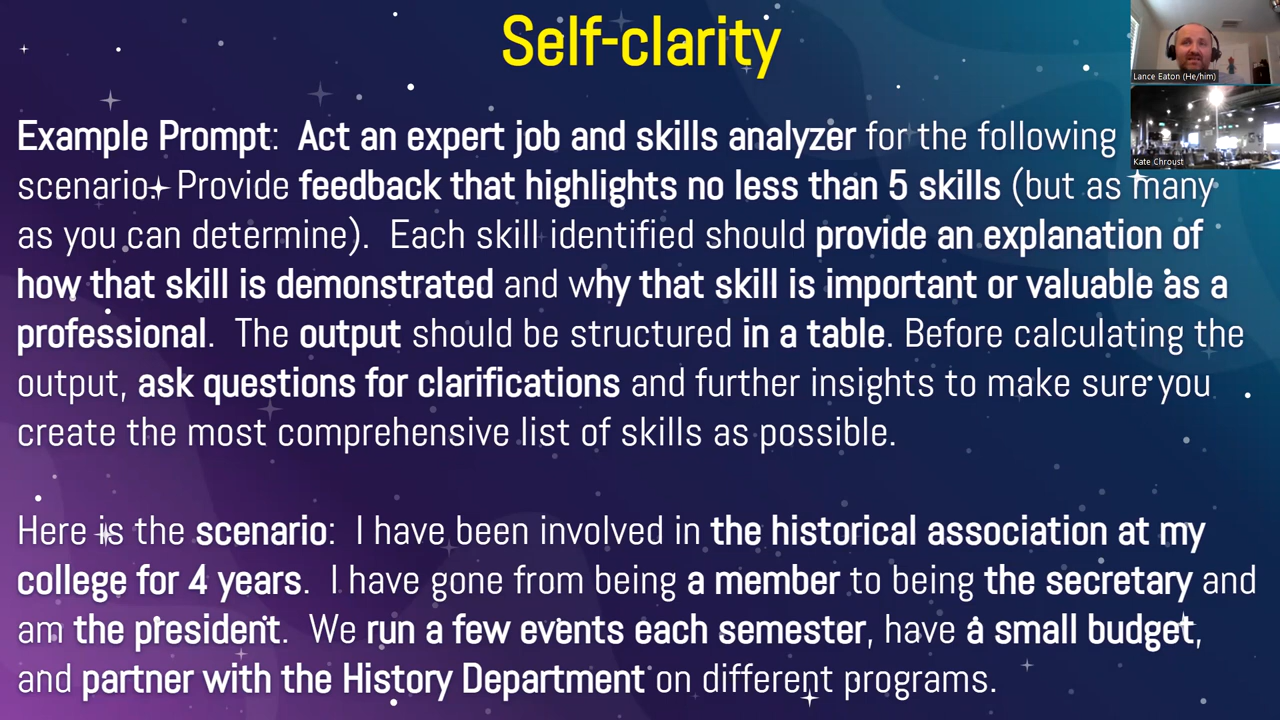 Self-clarity
Lance Eaton (He/him)
Kate Chroust
Example Prompt:  Act an expert job and skills analyzer for the following
scenario. Provide feedback that highlights no less than 5 skills (but as many
as you can determine).  Each skill identified should provide an explanation of
how that skill is demonstrated and why that skill is important or valuable as a
professional.  The output should be structured in a table. Before calculating the
output, ask questions for clarifications and further insights to make sure you
create the most comprehensive list of skills as possible.
Here is the scenario:  I have been involved in the historical association at my
college for 4 years.  I have gone from being a member to being the secretary and
am the president.  We run a few events each semester, have a small budget,
and partner with the History Department on different programs.